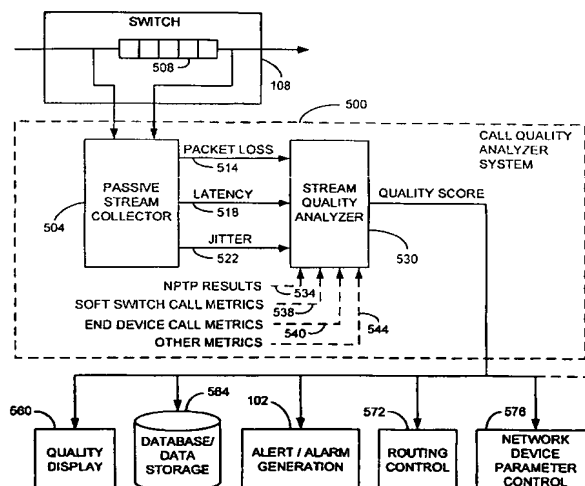 SWITCH
508
108
500
CALL QUALITY
ANALYZER
SYSTEM
PASSIVE
STREAM
COLLECTOR
504
PACKET LOSS
514
LATENCY
518
JITTER
522
STREAM
QUALITY
ANALYZER
530
QUALITY SCORE
NPTP RESULTS
534
SOFT SWITCH CALL METRICS
538
END DEVICE CALL METRICS
540
OTHER METRICS
544
560
QUALITY
DISPLAY
564
DATABASE/
DATA
STORAGE
102
ALERT / ALARM
GENERATION
572
ROUTING
CONTROL
576
NETWORK
DEVICE
PARAMETER
CONTROL